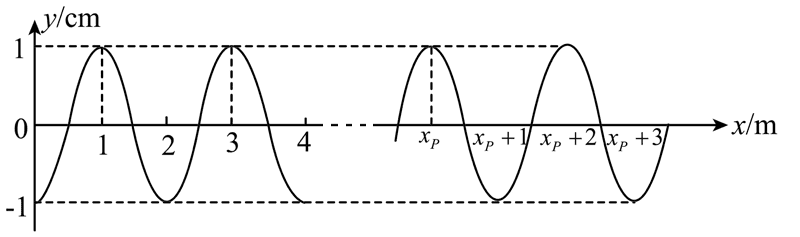 y/cm
1
0
-1
1
2
3
4
x_P
x_P + 1
x_P + 2
x_P + 3
x/m